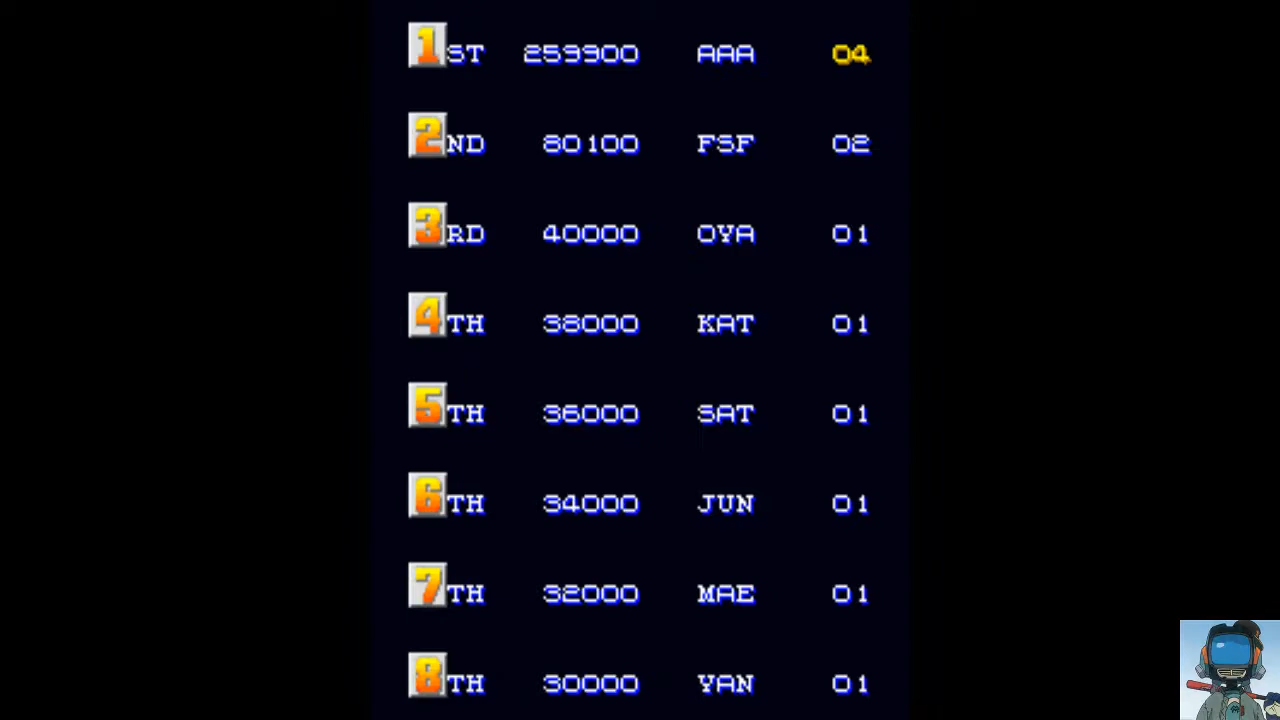 1ST 259900 AAA 04
2ND 80100 FSF 02
3RD 40000 OYA 01
4TH 38000 KAT 01
5TH 36000 SAT 01
6TH 34000 JUN 01
7TH 32000 MAE 01
8TH 30000 YAN 01